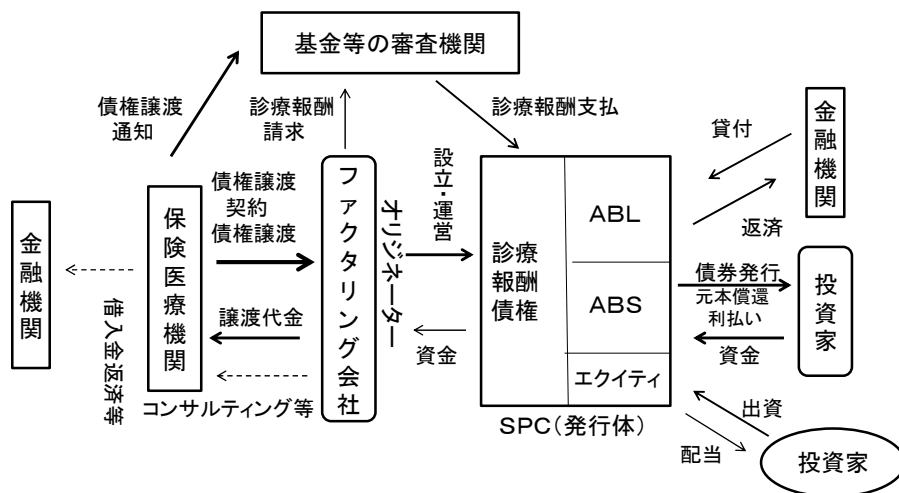 基金等の審査機関
債権譲渡
通知
診療報酬
請求
診療報酬支払
金融機関
貸付
返済
金融機関
保険医療機関
債権譲渡
契約
債権譲渡
譲渡代金
コンサルティング等
借入金返済等
ファクタリング会社
オリジネーター
設立・運営
資金
診療
報酬
債権
ABL
ABS
エクイティ
SPC(発行体)
債券発行
元本償還
利払い
資金
投資家
出資
配当
投資家